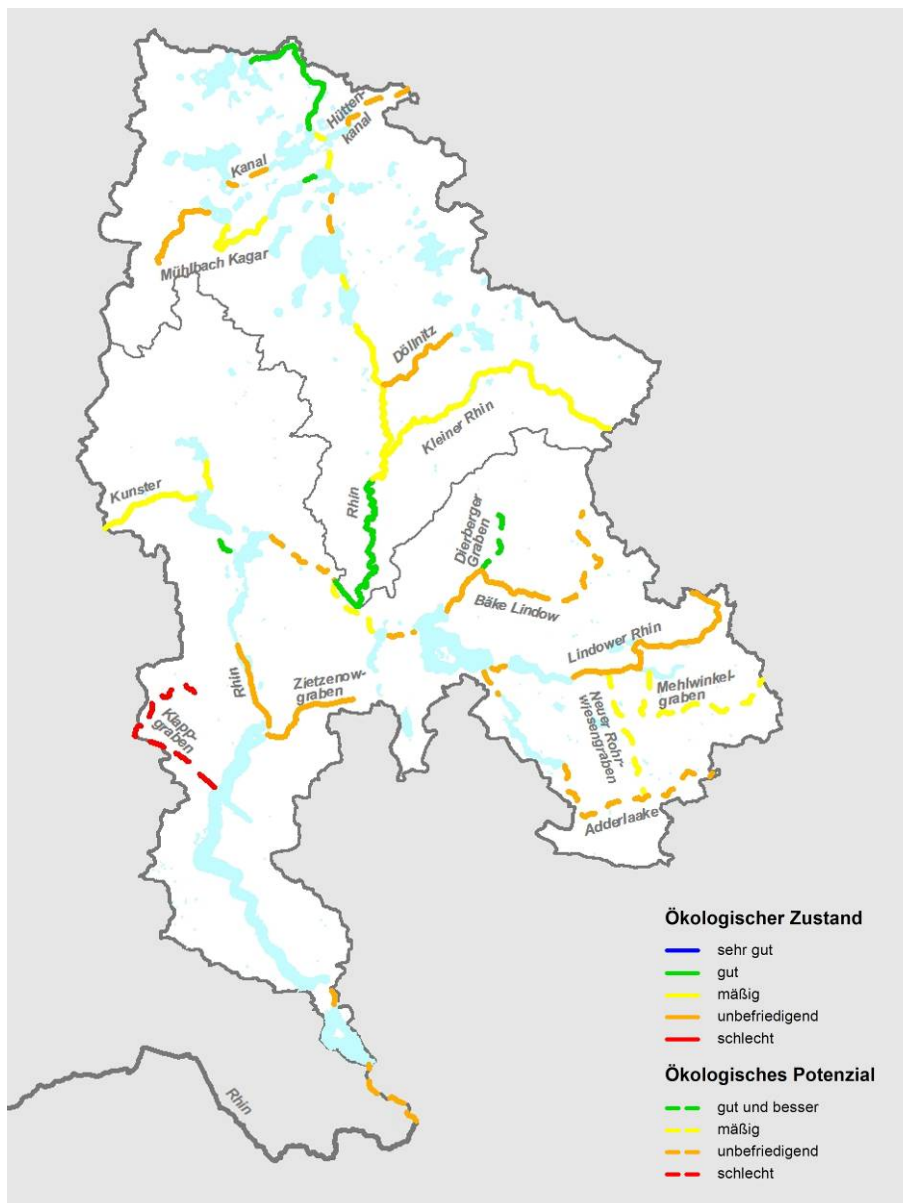 Hütten-
kanal
Kanal
Mühlbach Kagar
Döllnitz
Kleiner Rhin
Kunster
Rhin
Dierberger
Graben
Bäke Lindow
Lindower Rhin
Rhin
Zietzenow-
graben
Mehlwinkel-
graben
Neuer Rohr-
wiesengraben
Klapp-
graben
Adderlaake
Rhin
Ökologischer Zustand
sehr gut
gut
mäßig
unbefriedigend
schlecht
Ökologisches Potenzial
gut und besser
mäßig
unbefriedigend
schlecht